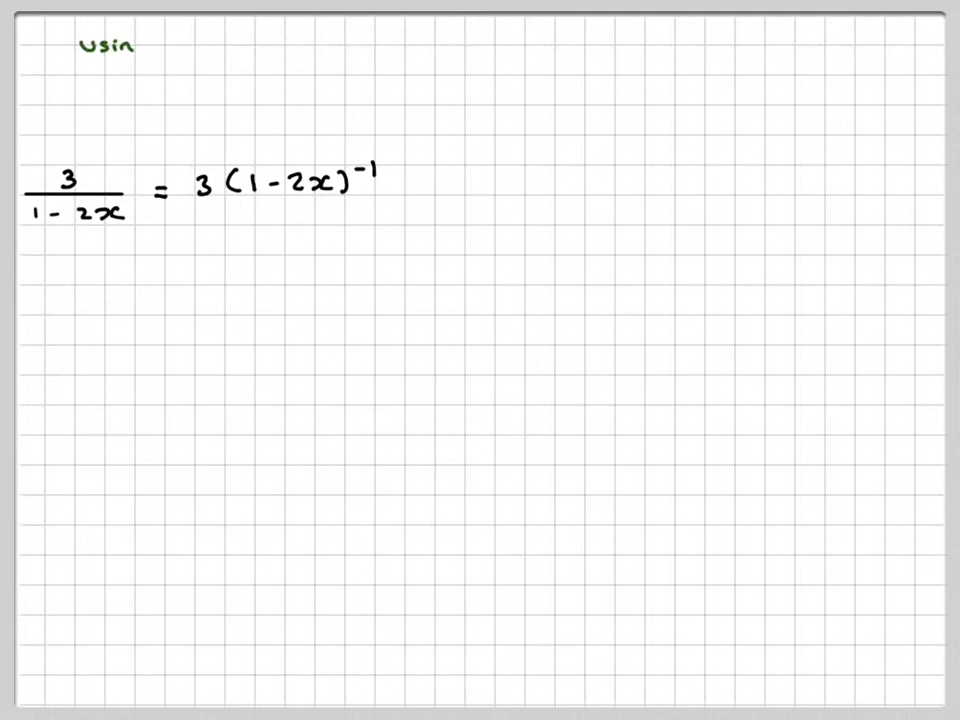 usin
3/(1 - 2x) = 3 (1 - 2x)^-1